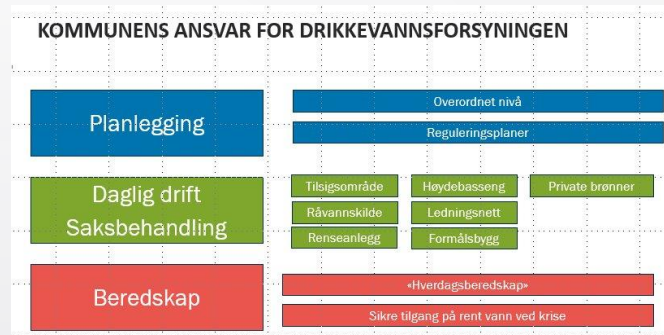 KOMMUNENS ANSVAR FOR DRIKKEVANNSFORSYNINGEN
Planlegging
Overordnet nivå
Reguleringsplaner
Daglig drift
Saksbehandling
Tilsigsområde
Høydebasseng
Private brønner
Råvannskilde
Ledningsnett
Renseanlegg
Formålsbygg
Beredskap
«Hverdagsberedskap»
Sikre tilgang på rent vann ved krise